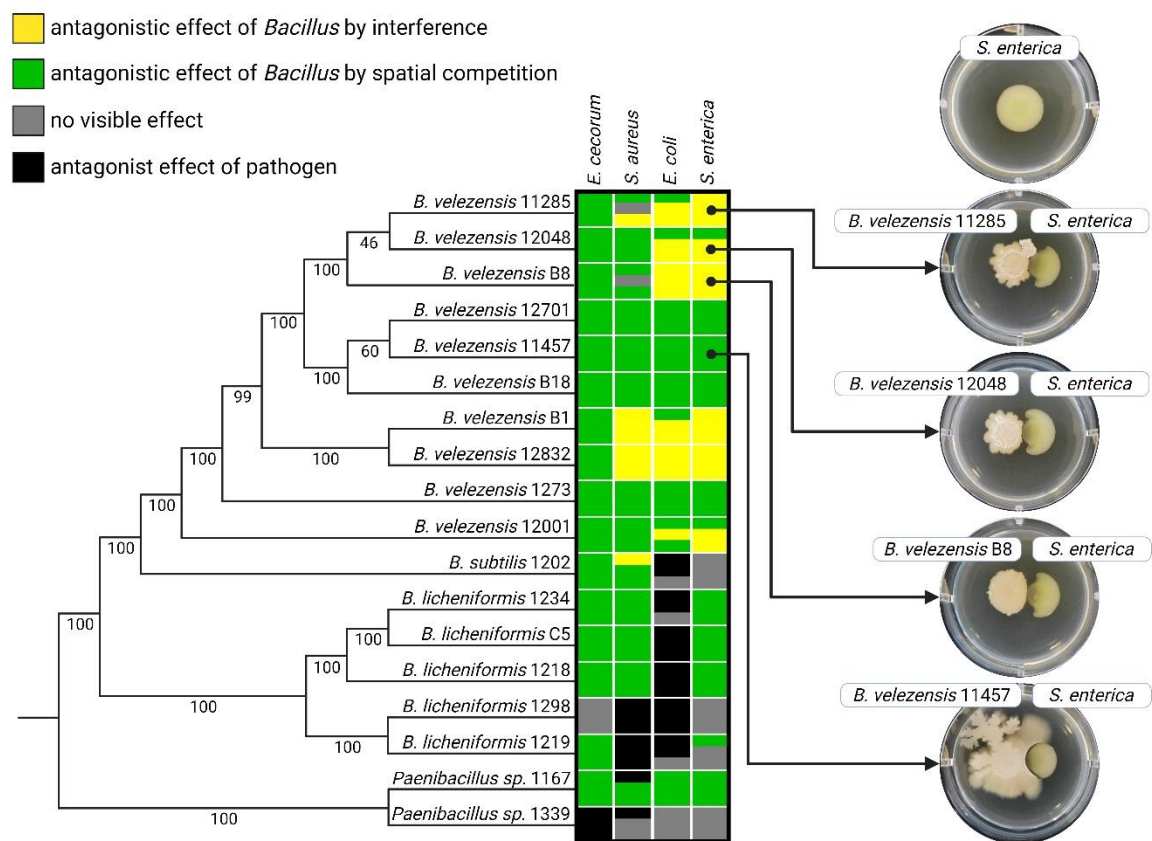 antagonistic effect of Bacillus by interference
antagonistic effect of Bacillus by spatial competition
no visible effect
antagonist effect of pathogen
E. cecorum
S. aureus
E. coli
S. enterica
B. velezensis 11285
B. velezensis 12048
B. velezensis B8
B. velezensis 12701
B. velezensis 11457
B. velezensis B18
B. velezensis B1
B. velezensis 12832
B. velezensis 1273
B. velezensis 12001
B. subtilis 1202
B. licheniformis 1234
B. licheniformis C5
B. licheniformis 1218
B. licheniformis 1298
B. licheniformis 1219
Paenibacillus sp. 1167
Paenibacillus sp. 1339
46
100
100
60
100
99
100
100
100
100
100
100
100
100
100
100
100
S. enterica
B. velezensis 11285 S. enterica
B. velezensis 12048 S. enterica
B. velezensis B8 S. enterica
B. velezensis 11457 S. enterica